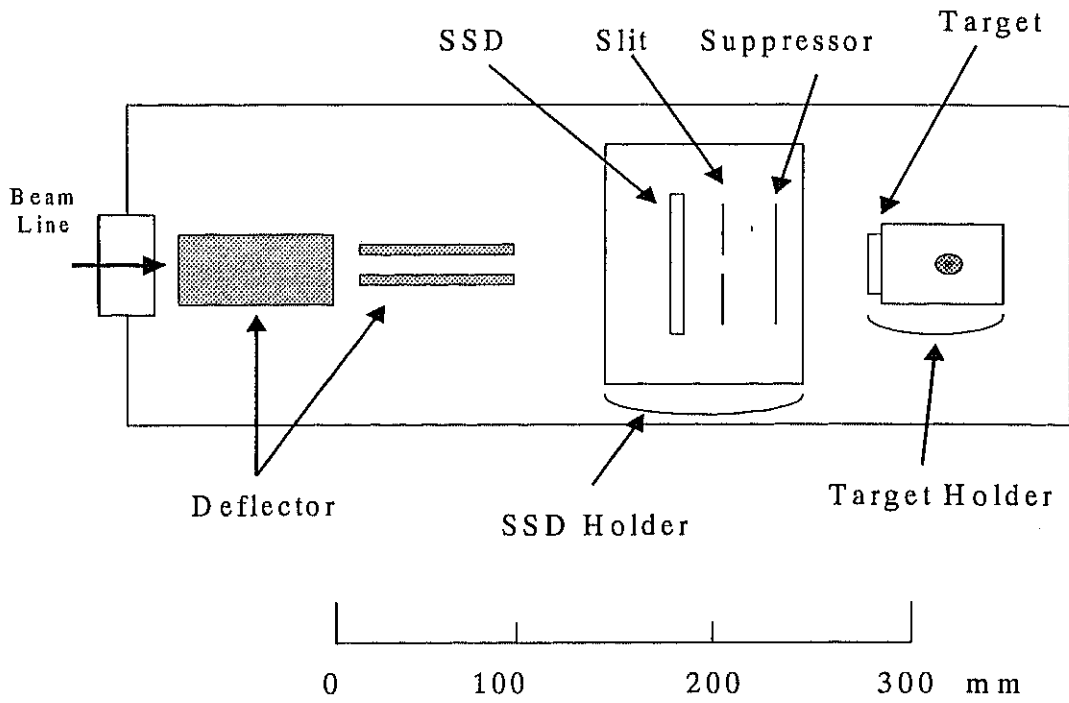 SSD Slit Suppressor Target
Beam
Line
Deflector
SSD Holder
Target Holder
0 100 200 300 mm